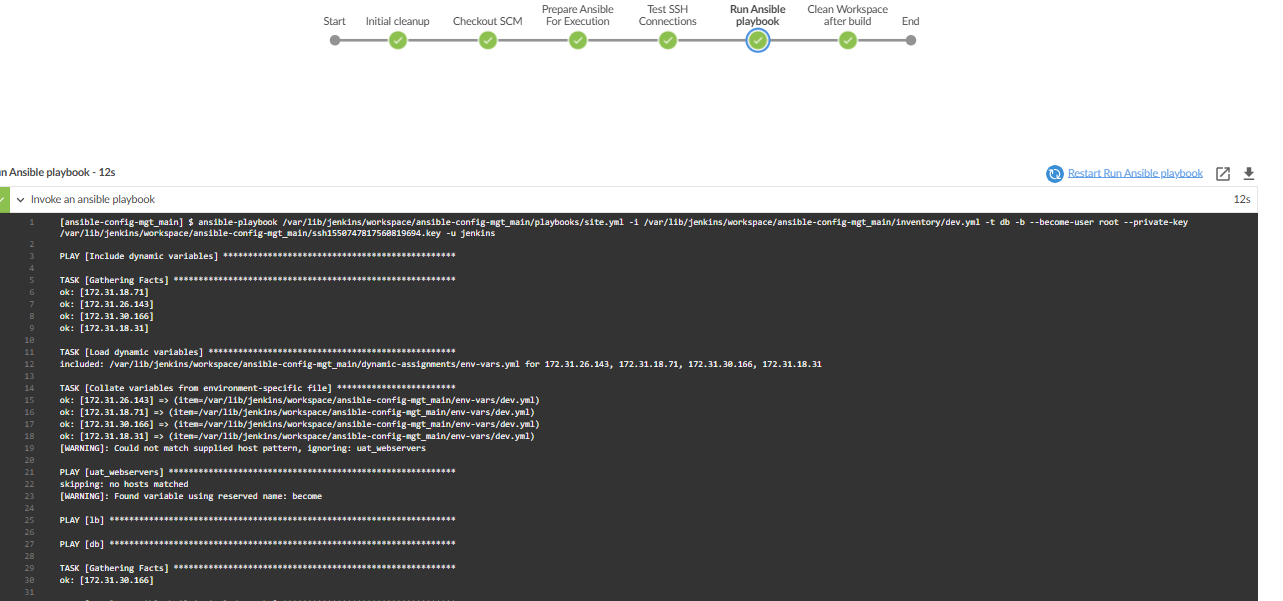 Start
Initial cleanup
Checkout SCM
Prepare Ansible
For Execution
Test SSH
Connections
Run Ansible
playbook
Clean Workspace
after build
End
n Ansible playbook - 12s
Restart Run Ansible playbook
Invoke an ansible playbook
12s
1 [ansible-config-mgt_main] $ ansible-playbook /var/lib/jenkins/workspace/ansible-config-mgt_main/playbooks/site.yml -i /var/lib/jenkins/workspace/ansible-config-mgt_main/inventory/dev.yml -t db -b --become-user root --private-key
/var/lib/jenkins/workspace/ansible-config-mgt_main/ssh1550747817560819694.key -u jenkins
2
3 PLAY [Include dynamic variables] ***********************************************
4
5 TASK [Gathering Facts] *********************************************************
6 ok: [172.31.18.71]
7 ok: [172.31.26.143]
8 ok: [172.31.30.166]
9 ok: [172.31.18.31]
10
11 TASK [Load dynamic variables] **************************************************
12 included: /var/lib/jenkins/workspace/ansible-config-mgt_main/dynamic-assignments/env-vars.yml for 172.31.26.143, 172.31.18.71, 172.31.30.166, 172.31.18.31
13
14 TASK [Collate variables from environment-specific file] ************************
15 ok: [172.31.26.143] => (item=/var/lib/jenkins/workspace/ansible-config-mgt_main/env-vars/dev.yml)
16 ok: [172.31.18.71] => (item=/var/lib/jenkins/workspace/ansible-config-mgt_main/env-vars/dev.yml)
17 ok: [172.31.30.166] => (item=/var/lib/jenkins/workspace/ansible-config-mgt_main/env-vars/dev.yml)
18 ok: [172.31.18.31] => (item=/var/lib/jenkins/workspace/ansible-config-mgt_main/env-vars/dev.yml)
19 [WARNING]: Could not match supplied host pattern, ignoring: uat_webservers
20
21 PLAY [uat_webservers] **********************************************************
22 skipping: no hosts matched
23 [WARNING]: Found variable using reserved name: become
24
25 PLAY [lb] **********************************************************************
26
27 PLAY [db] **********************************************************************
28
29 TASK [Gathering Facts] *********************************************************
30 ok: [172.31.30.166]
31